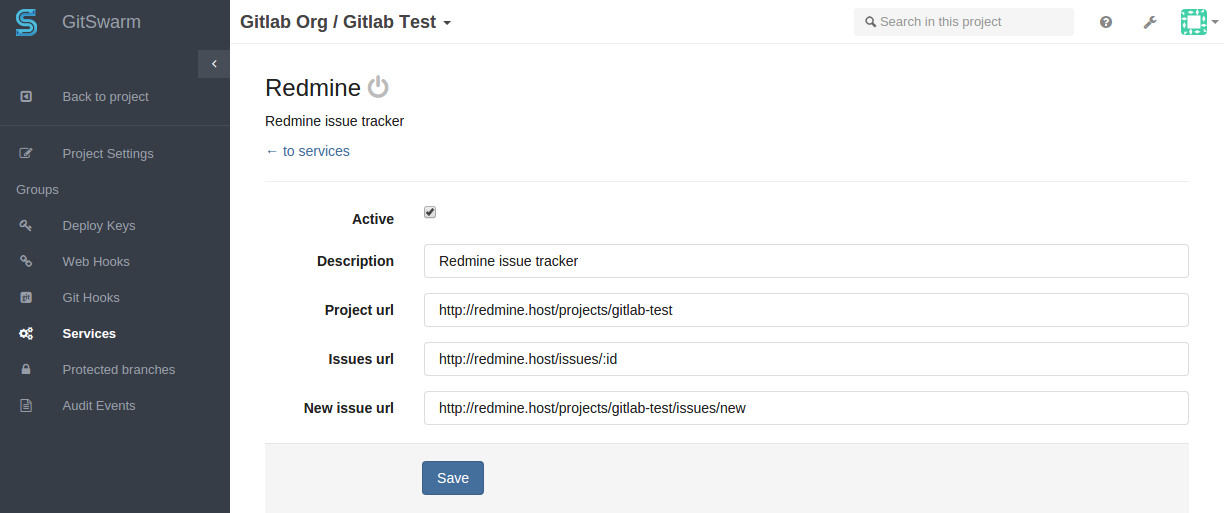 GitSwarm
Gitlab Org / Gitlab Test
Search in this project
Back to project
Project Settings
Groups
Deploy Keys
Web Hooks
Git Hooks
Services
Protected branches
Audit Events
Redmine
Redmine issue tracker
← to services
Active
Description Redmine issue tracker
Project url http://redmine.host/projects/gitlab-test
Issues url http://redmine.host/issues/:id
New issue url http://redmine.host/projects/gitlab-test/issues/new
Save